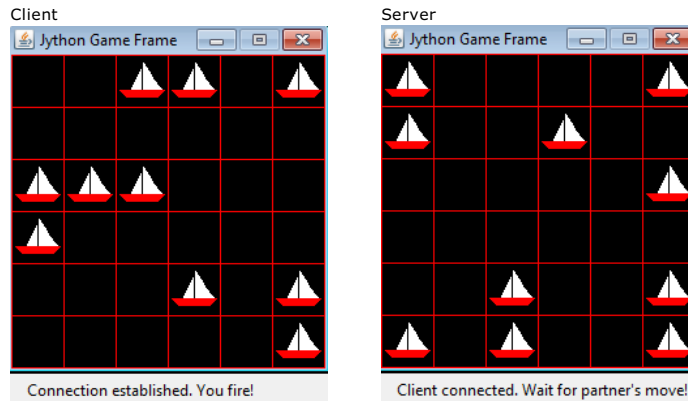 Client
Jython Game Frame
Connection established. You fire!
Server
Jython Game Frame
Client connected. Wait for partner's move!